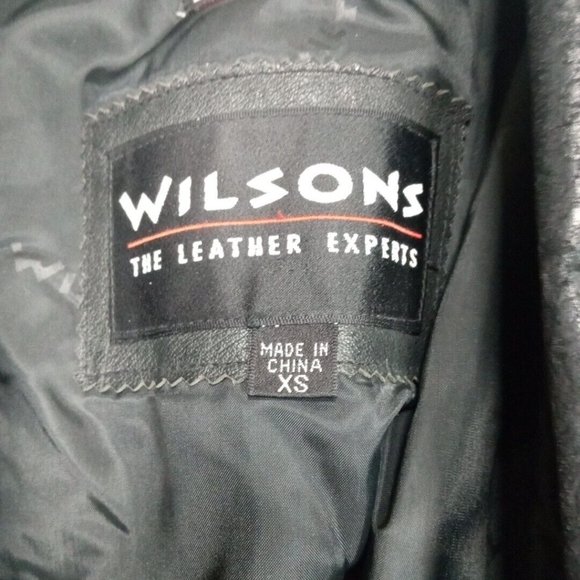 WILSONS
THE LEATHER EXPERTS
MADE IN
CHINA
XS